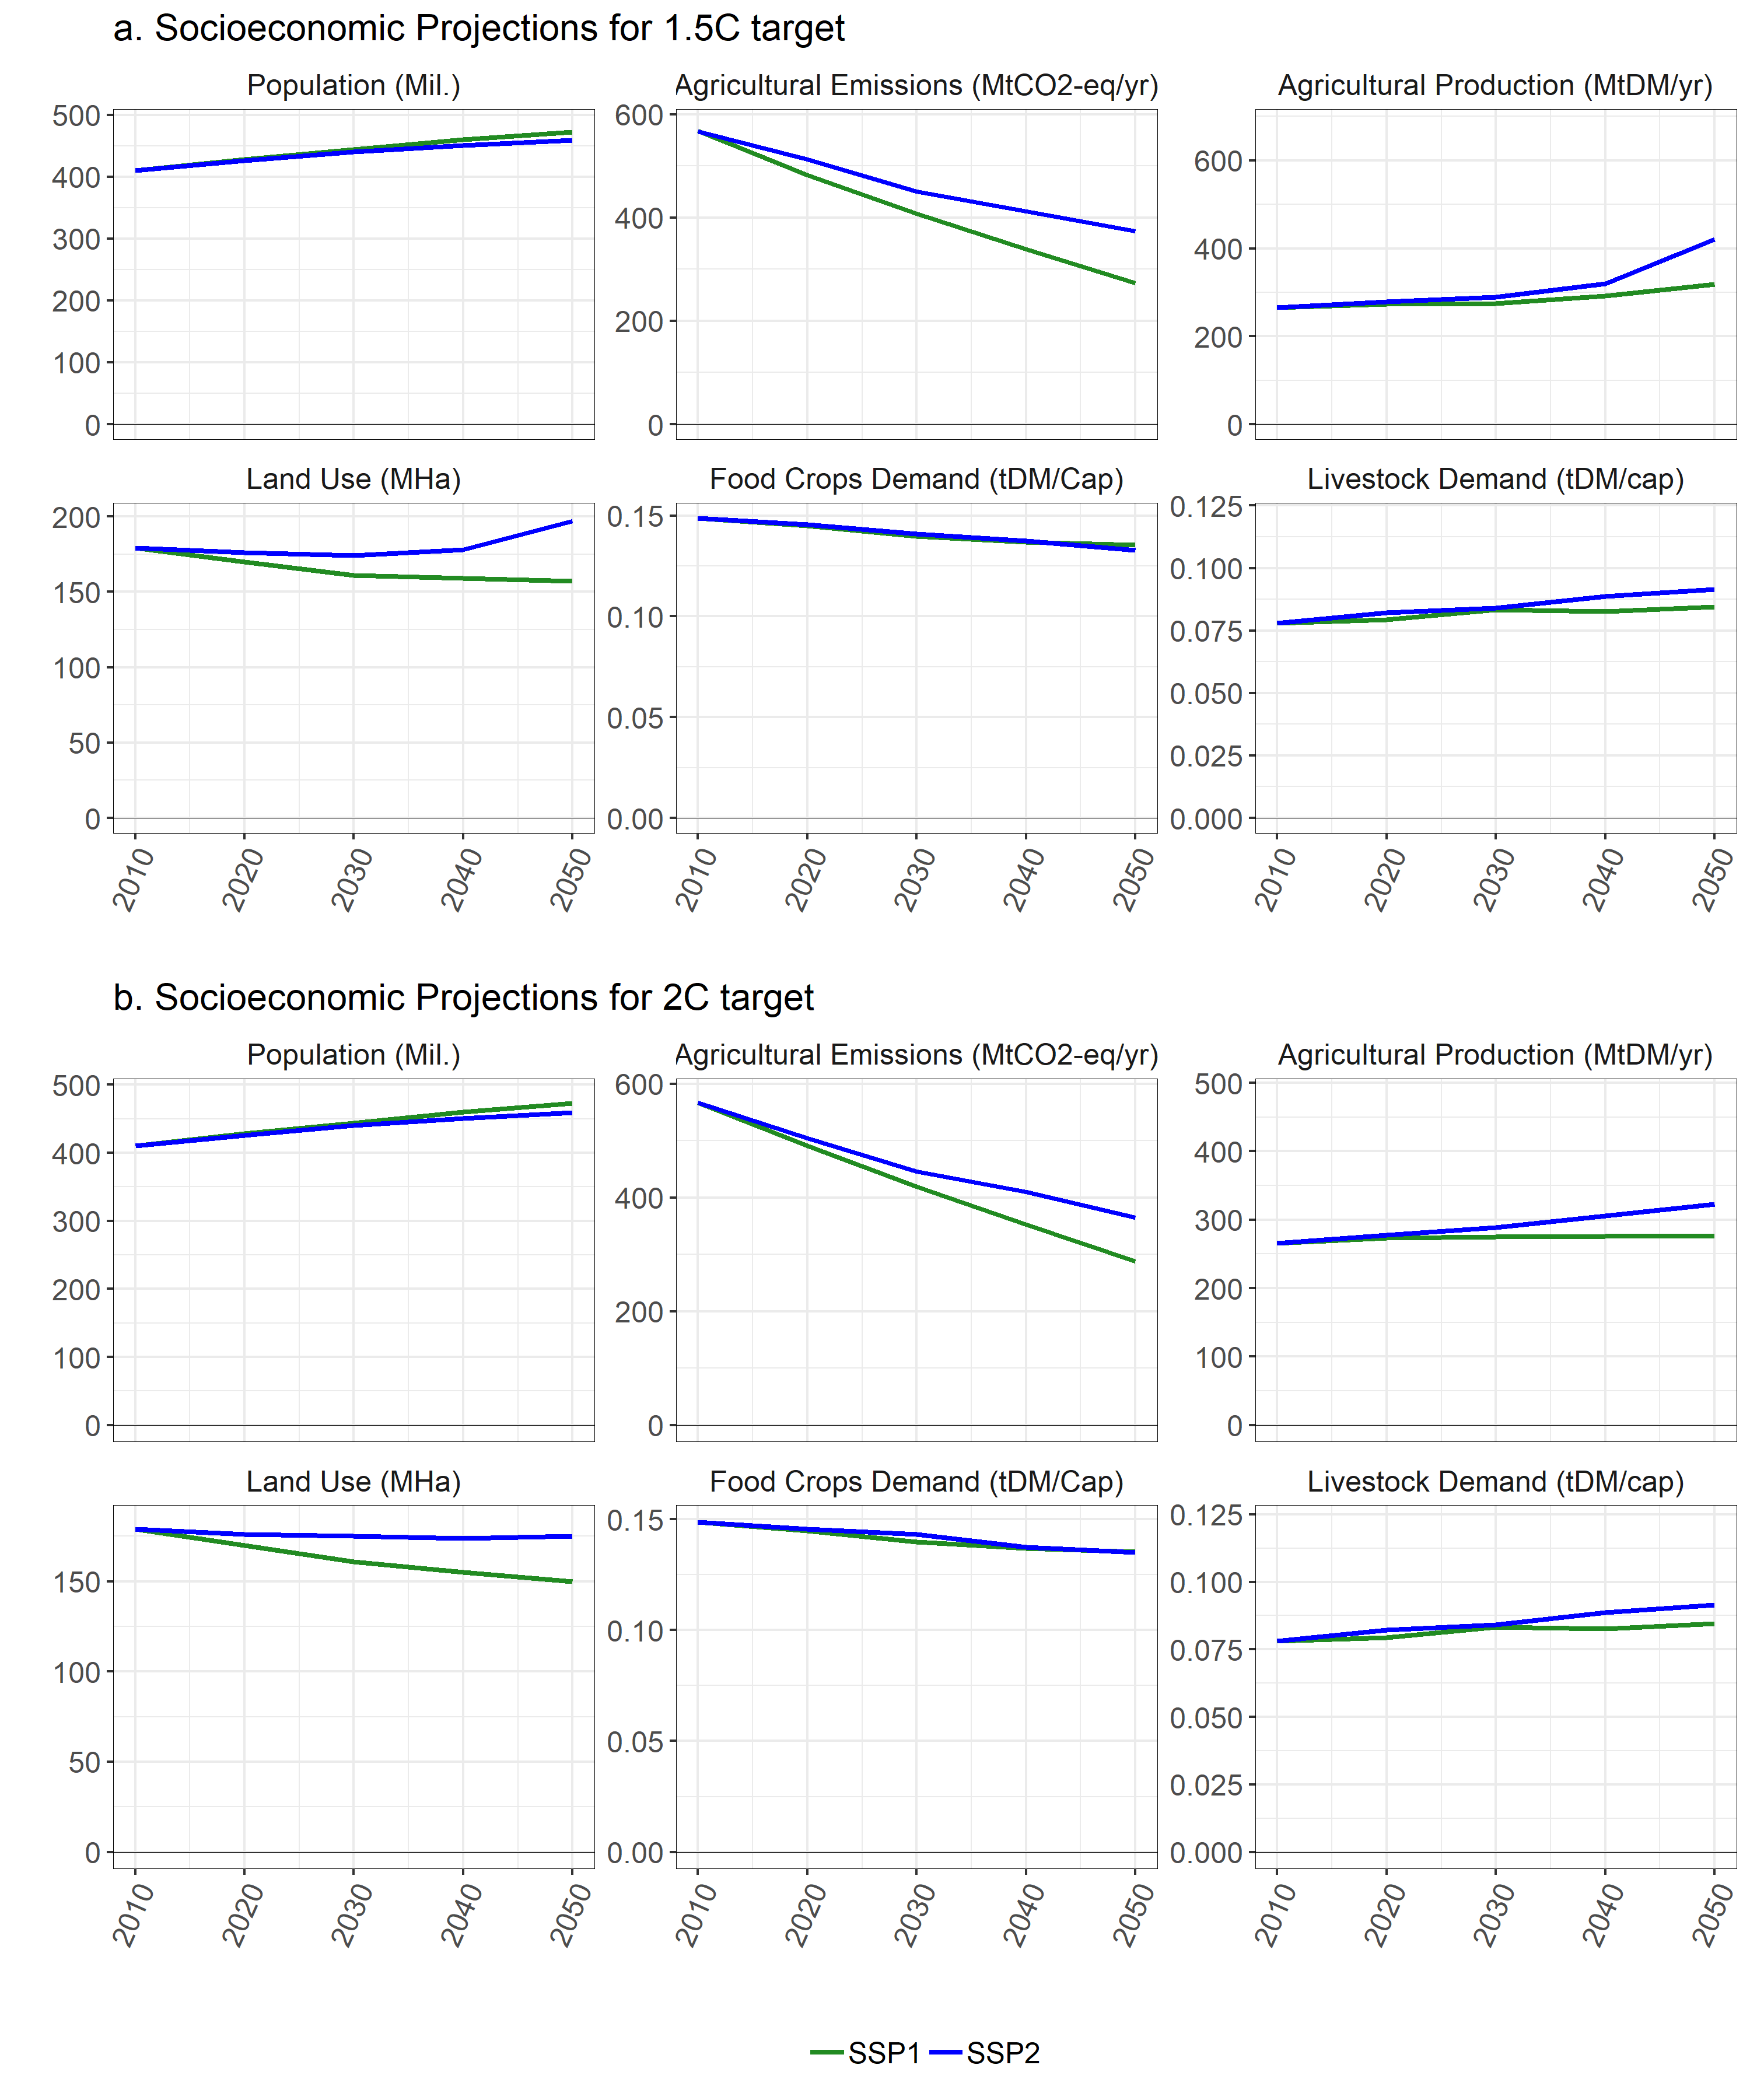 a. Socioeconomic Projections for 1.5C target
Population (Mil.)
500
400
300
200
100
0
Agricultural Emissions (MtCO2-eq/yr)
600
400
200
0
Agricultural Production (MtDM/yr)
600
400
200
0
Land Use (MHa)
200
150
100
50
0
2010 2020 2030 2040 2050
Food Crops Demand (tDM/Cap)
0.15
0.10
0.05
0.00
2010 2020 2030 2040 2050
Livestock Demand (tDM/cap)
0.125
0.100
0.075
0.050
0.025
0.000
2010 2020 2030 2040 2050
b. Socioeconomic Projections for 2C target
Population (Mil.)
500
400
300
200
100
0
Agricultural Emissions (MtCO2-eq/yr)
600
400
200
0
Agricultural Production (MtDM/yr)
500
400
300
200
100
0
Land Use (MHa)
150
100
50
0
2010 2020 2030 2040 2050
Food Crops Demand (tDM/Cap)
0.15
0.10
0.05
0.00
2010 2020 2030 2040 2050
Livestock Demand (tDM/cap)
0.125
0.100
0.075
0.050
0.025
0.000
2010 2020 2030 2040 2050
SSP1 SSP2